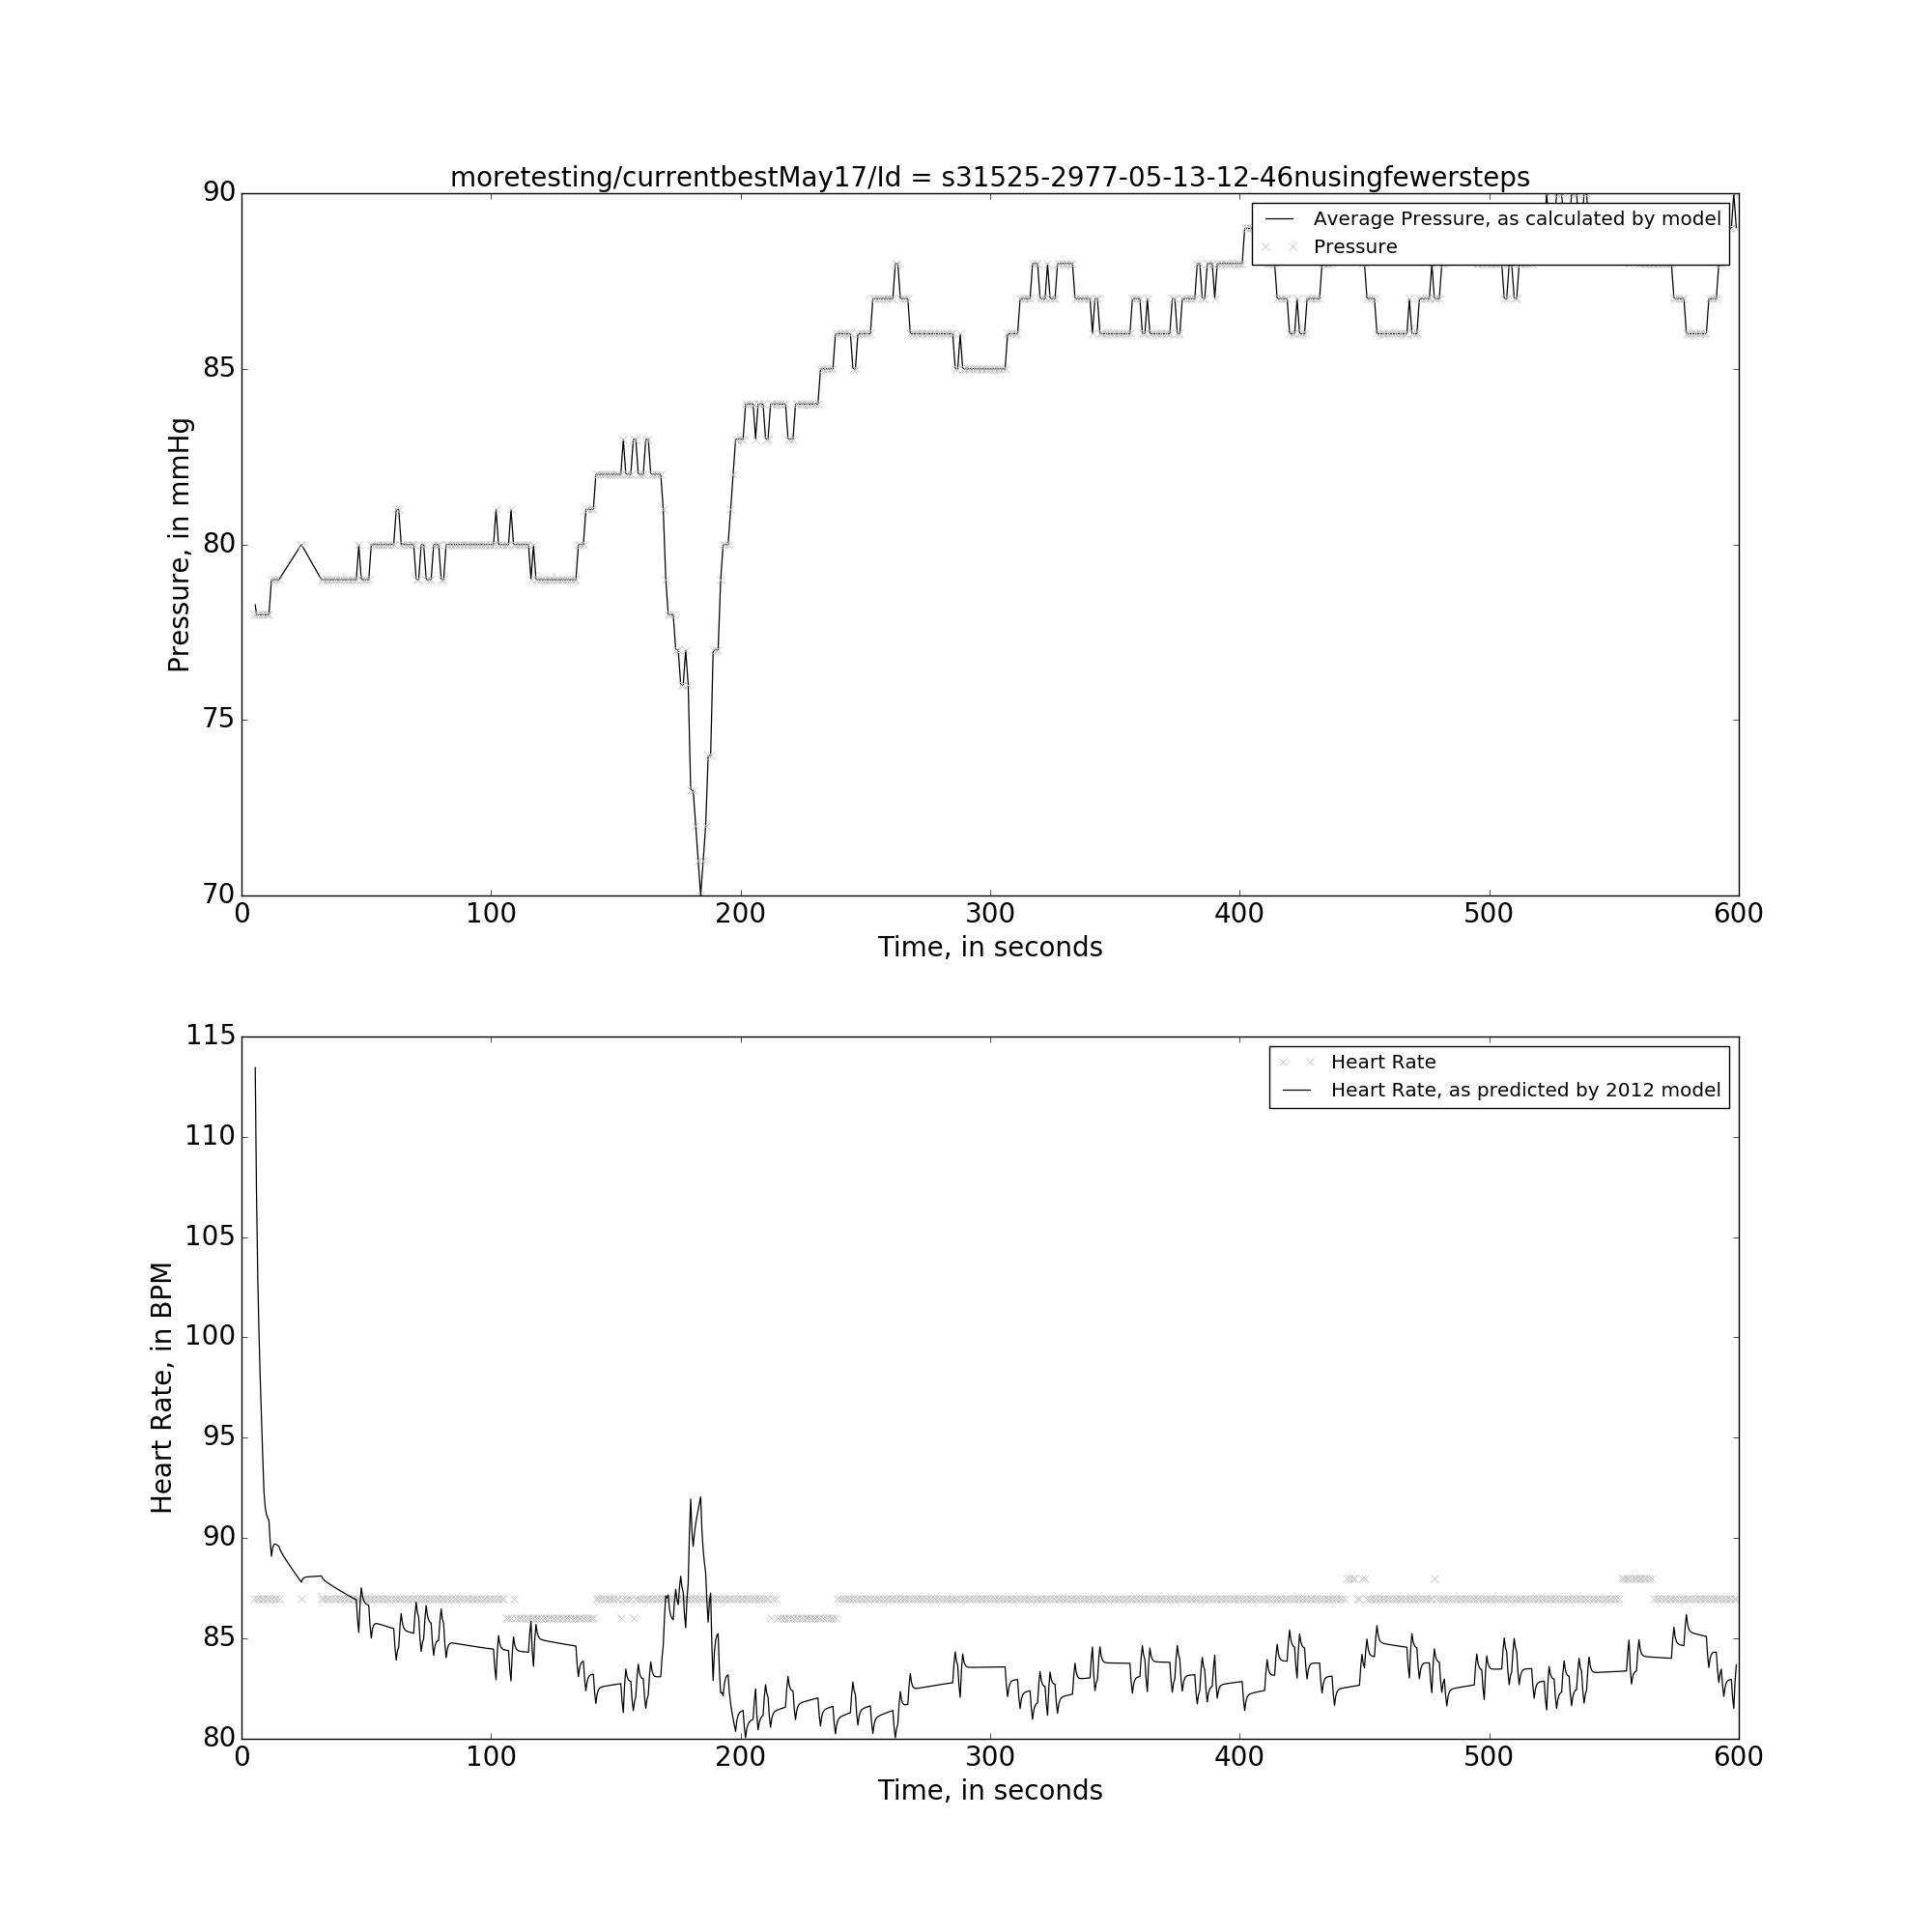 moretesting/currentbestMay17/Id = s31525-2977-05-13-12-46nusingfewersteps
90
85
80
75
70
Pressure, in mmHg
Average Pressure, as calculated by model
Pressure
0 100 200 300 400 500 600
Time, in seconds
115
110
105
100
95
90
85
80
Heart Rate, in BPM
Heart Rate
Heart Rate, as predicted by 2012 model
0 100 200 300 400 500 600
Time, in seconds